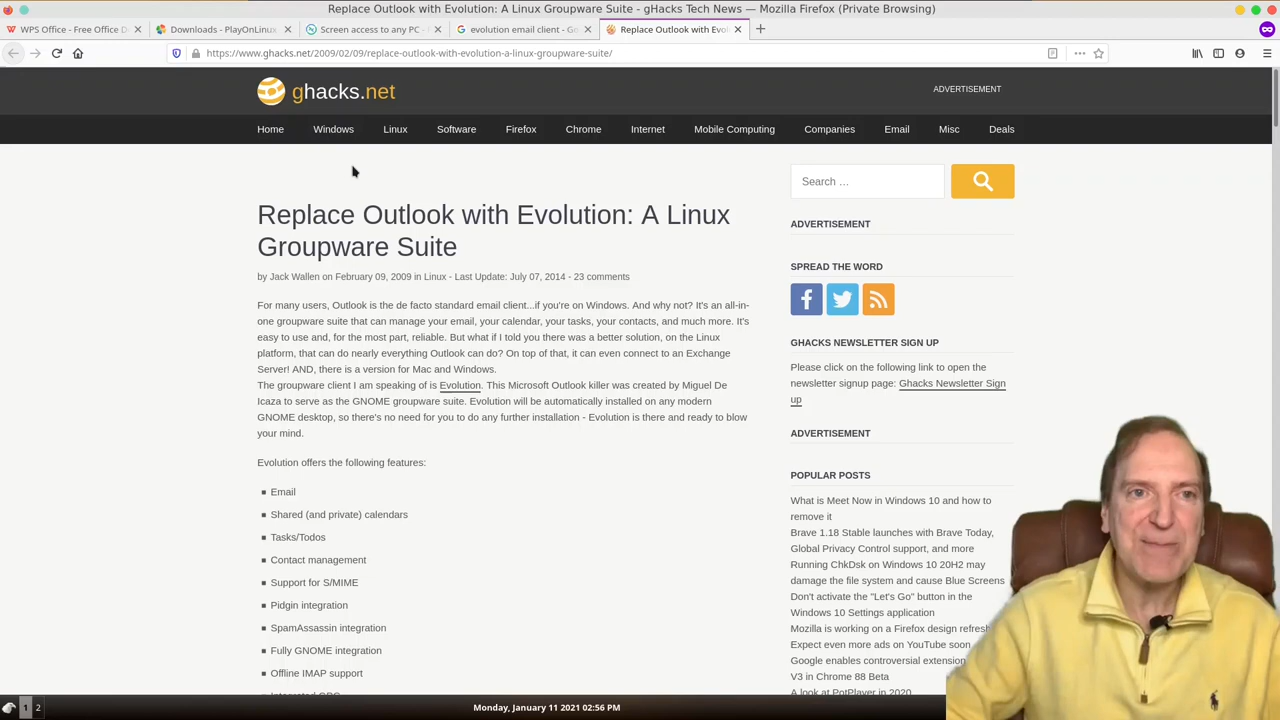 Replace Outlook with Evolution: A Linux Groupware Suite - gHacks Tech News — Mozilla Firefox (Private Browsing)
WPS Office - Free Office D
Downloads - PlayOnLinux
Screen access to any PC -
evolution email client - Go
Replace Outlook with Evol
https://www.ghacks.net/2009/02/09/replace-outlook-with-evolution-a-linux-groupware-suite/
ghacks.net
ADVERTISEMENT
Home Windows Linux Software Firefox Chrome Internet Mobile Computing Companies Email Misc Deals
Replace Outlook with Evolution: A Linux
Groupware Suite
by Jack Wallen on February 09, 2009 in Linux - Last Update: July 07, 2014 - 23 comments
For many users, Outlook is the de facto standard email client...if you're on Windows. And why not? It's an all-in-
one groupware suite that can manage your email, your calendar, your tasks, your contacts, and much more. It's
easy to use and, for the most part, reliable. But what if I told you there was a better solution, on the Linux
platform, that can do nearly everything Outlook can do? On top of that, it can even connect to an Exchange
Server! AND, there is a version for Mac and Windows.
The groupware client I am speaking of is Evolution. This Microsoft Outlook killer was created by Miguel De
Icaza to serve as the GNOME groupware suite. Evolution will be automatically installed on any modern
GNOME desktop, so there's no need for you to do any further installation - Evolution is there and ready to blow
your mind.
Evolution offers the following features:
Email
Shared (and private) calendars
Tasks/Todos
Contact management
Support for S/MIME
Pidgin integration
SpamAssassin integration
Fully GNOME integration
Offline IMAP support
Search …
ADVERTISEMENT
SPREAD THE WORD
GHACKS NEWSLETTER SIGN UP
Please click on the following link to open the
newsletter signup page: Ghacks Newsletter Sign
up
ADVERTISEMENT
POPULAR POSTS
What is Meet Now in Windows 10 and how to
remove it
Brave 1.18 Stable launches with Brave Today,
Global Privacy Control support, and more
Running ChkDsk on Windows 10 20H2 may
damage the file system and cause Blue Screens
Don't activate the "Let's Go" button in the
Windows 10 Settings application
Mozilla is working on a Firefox design refresh
Expect even more ads on YouTube soon
Google enables controversial extension
V3 in Chrome 88 Beta
A look at PotPlayer in 2020
1 2
Monday, January 11 2021 02:56 PM